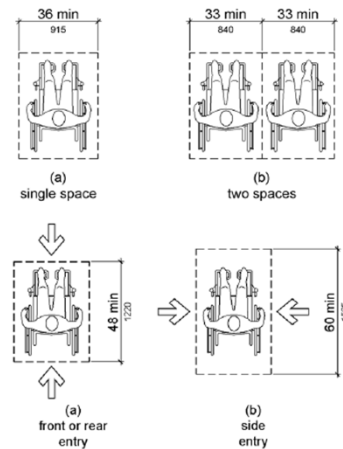 36 min
915
33 min 33 min
840 840
(a)
single space
(b)
two spaces
48 min
1220
60 min
(a)
front or rear
entry
(b)
side
entry